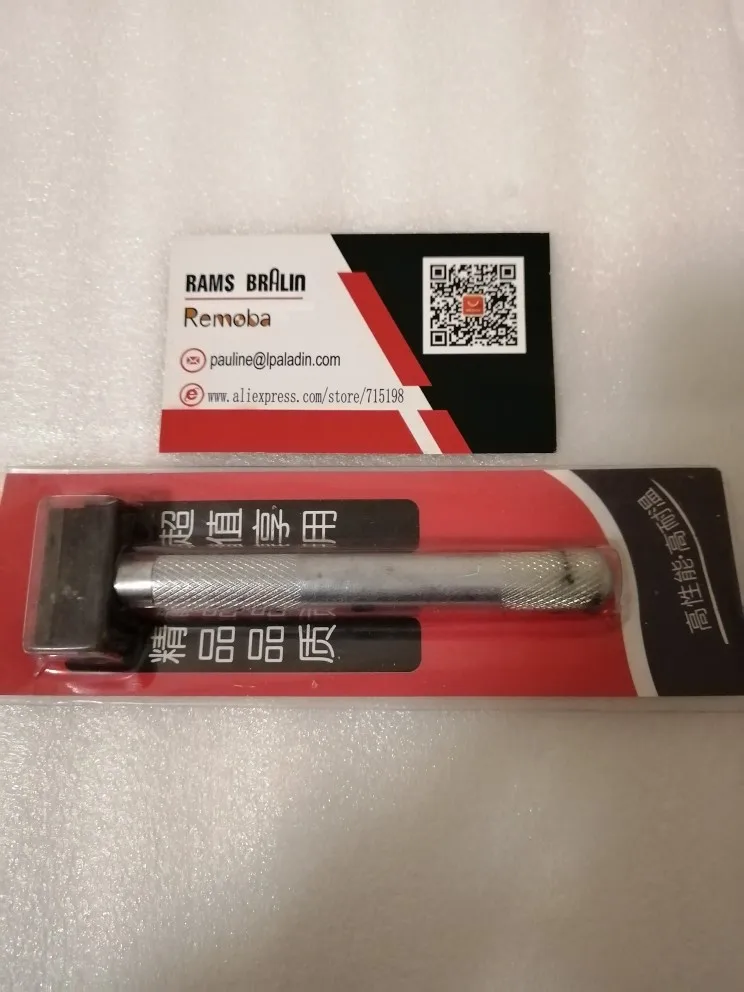 RAMS BRALIN
Remoba
pauline@lpaladin.com
www.aliexpress.com/store/715198
超值享用
精品品质
高性能·高耐温